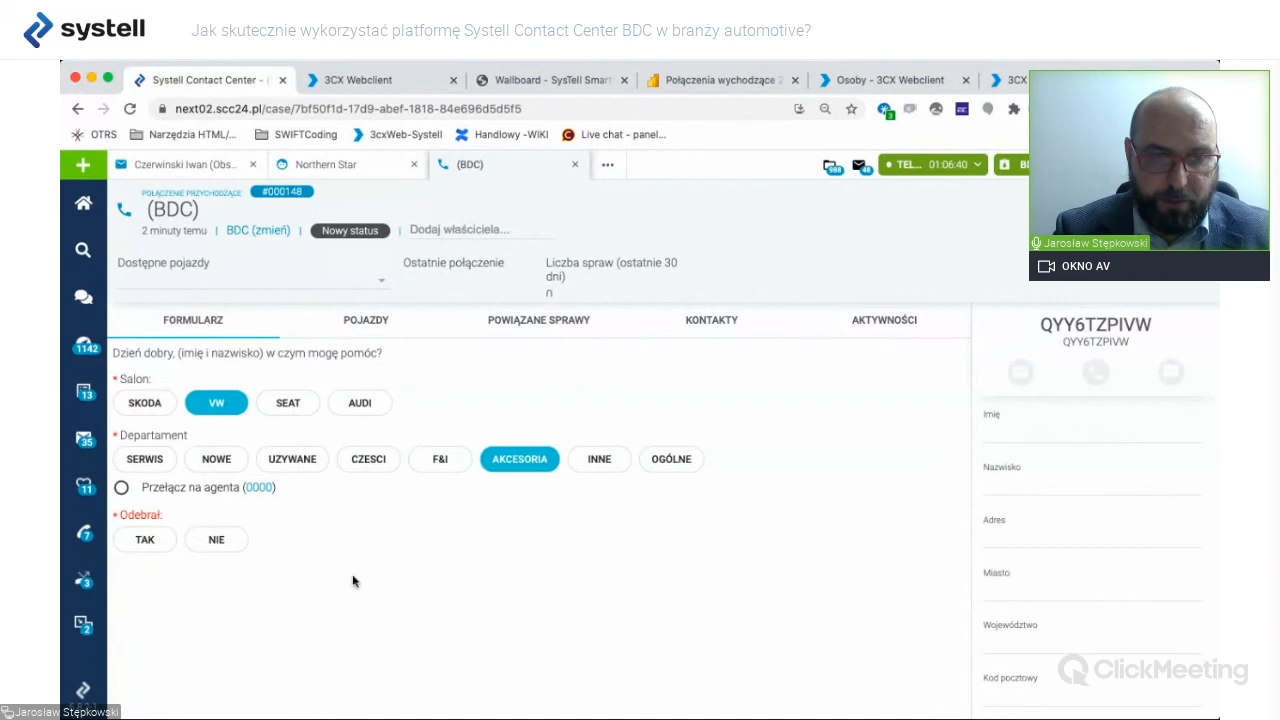 systell
Jak skutecznie wykorzystać platformę Systell Contact Center BDC w branży automotive?
Systell Contact Center - (
3CX Webclient
Wallboard - SysTell Smar
Połączenia wychodzące 2
Osoby - 3CX Webclient
3CX
next02.scc24.pl/case/7bf50f1d-17d9-abef-1818-84e696d5d5f5
3
OTRS
Narzędzia HTML/...
SWIFTCoding
3cxWeb-Systell
Handlowy -WIKI
Live chat - panel...
Czerwinski Iwan (Obs...
Northern Star
(BDC)
988
48
TEL...
01:06:40
POŁĄCZENIE PRZYCHODZĄCE
#000148
(BDC)
2 minuty temu | BDC (zmień) | Nowy status | Dodaj właściciela...
Dostępne pojazdy
Ostatnie połączenie
Liczba spraw (ostatnie 30
dni)
Jarosław Stępkowski
OKNO AV
FORMULARZ
POJAZDY
POWIĄZANE SPRAWY
KONTAKTY
AKTYWNOŚCI
Dzień dobry, (imię i nazwisko) w czym mogę pomóc?
* Salon:
SKODA
VW
SEAT
AUDI
* Departament
SERWIS
NOWE
UZYWANE
CZESCI
F&I
AKCESORIA
INNE
OGÓLNE
Przełącz na agenta (0000)
* Odebrał:
TAK
NIE
1142
13
35
11
7
3
2
QYY6TZPIVW
QYY6TZPIVW
Imię
Nazwisko
Adres
Miasto
Województwo
Kod pocztowy
ClickMeeting
Jarosław Stępkowski